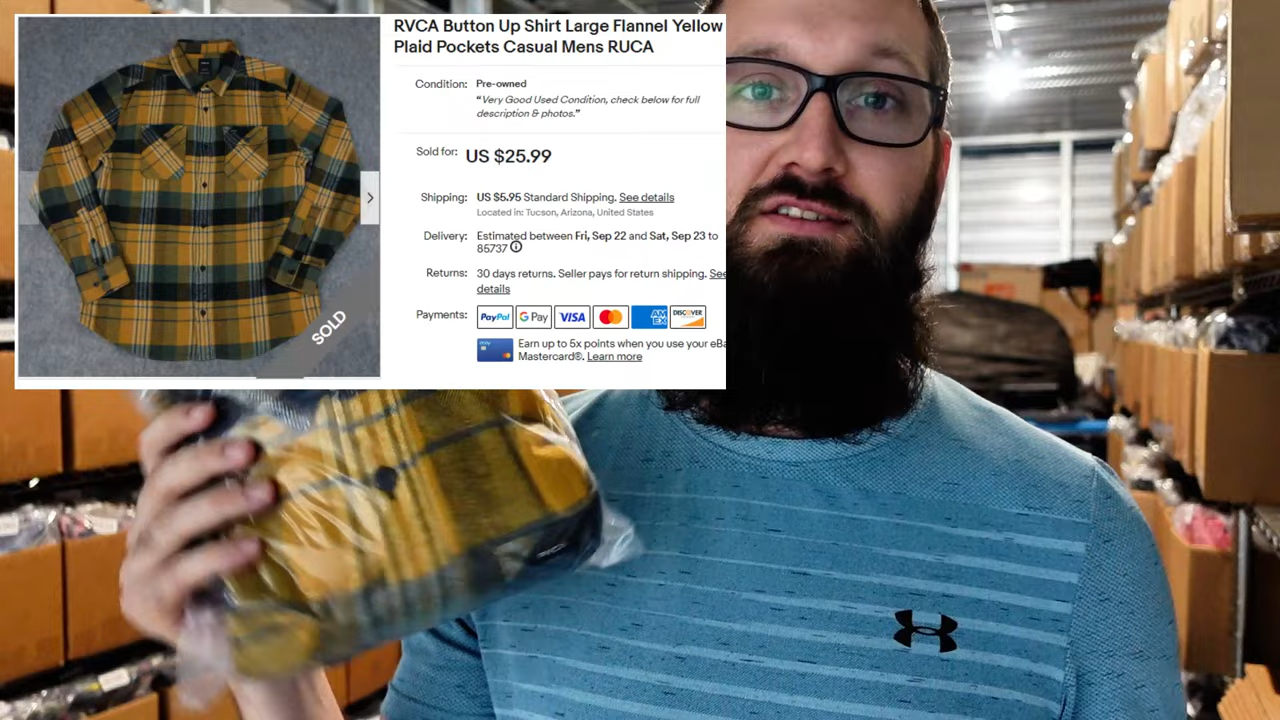 RVCA Button Up Shirt Large Flannel Yellow
Plaid Pockets Casual Mens RUCA
Condition: Pre-owned
"Very Good Used Condition, check below for full
description & photos."
Sold for: US $25.99
Shipping: US $5.95 Standard Shipping. See details
Located in: Tucson, Arizona, United States
Delivery: Estimated between Fri, Sep 22 and Sat, Sep 23 to
85737
Returns: 30 days returns. Seller pays for return shipping. See
details
Payments: PayPal G Pay VISA AM EX DISCOVER
Earn up to 5x points when you use your eBa
Mastercard®. Learn more
SOLD